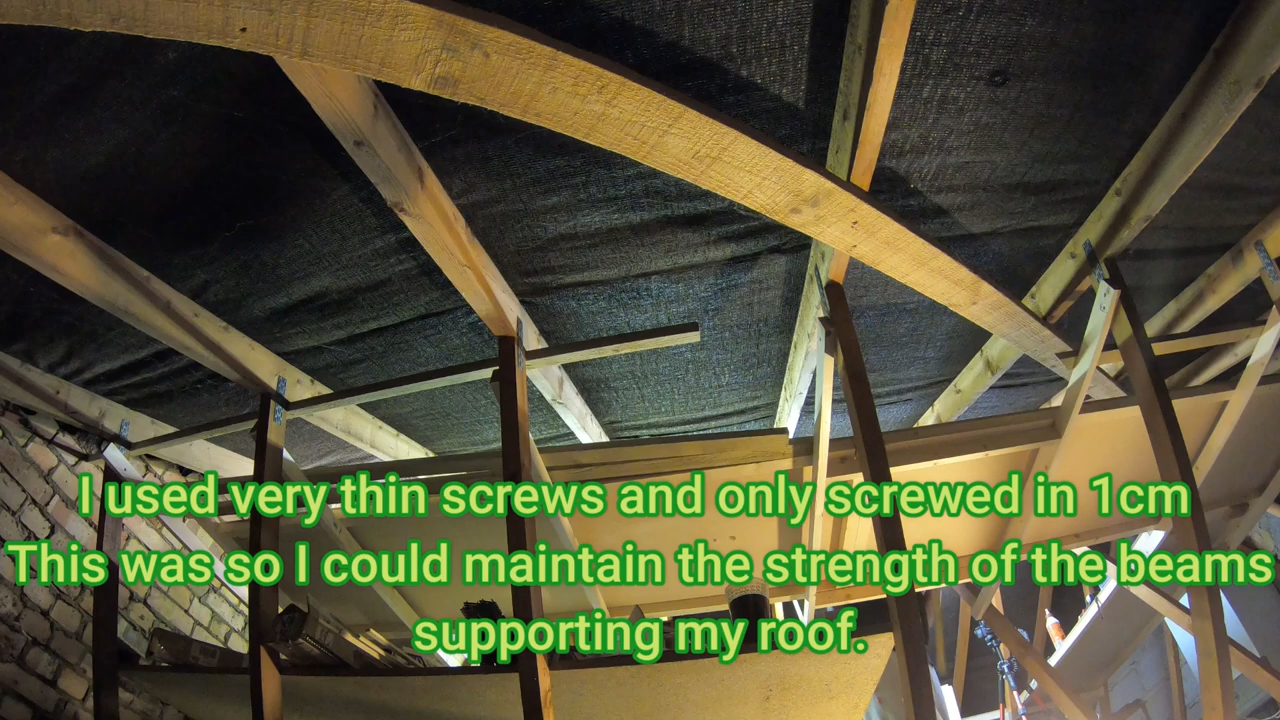 I used very thin screws and only screwed in 1cm
This was so I could maintain the strength of the beams
supporting my roof.